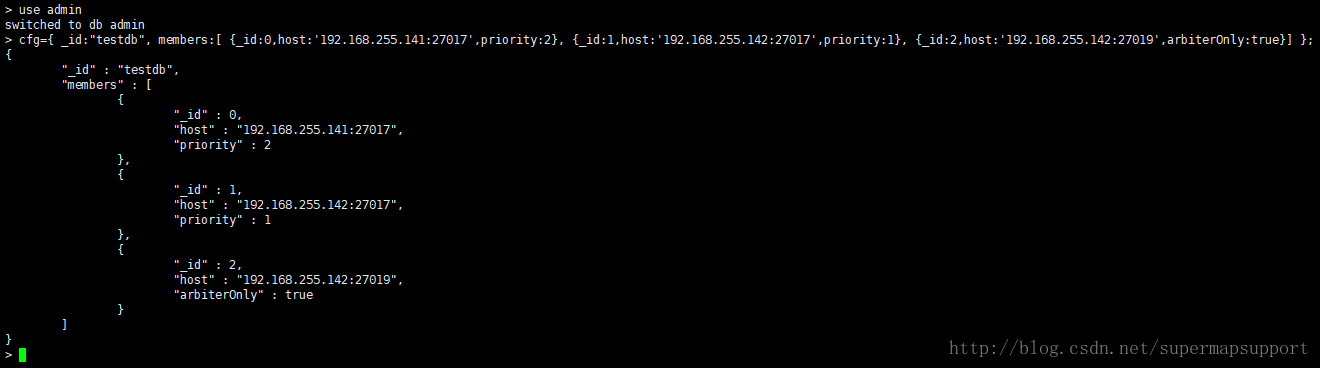 > use admin
switched to db admin
> cfg={ _id:"testdb", members:[ {_id:0,host:'192.168.255.141:27017',priority:2}, {_id:1,host:'192.168.255.142:27017',priority:1}, {_id:2,host:'192.168.255.142:27019',arbiterOnly:true}] };
{
"_id" : "testdb",
"members" : [
{
"_id" : 0,
"host" : "192.168.255.141:27017",
"priority" : 2
},
{
"_id" : 1,
"host" : "192.168.255.142:27017",
"priority" : 1
},
{
"_id" : 2,
"host" : "192.168.255.142:27019",
"arbiterOnly" : true
}
]
}
>
http://blog.csdn.net/supermapsupport